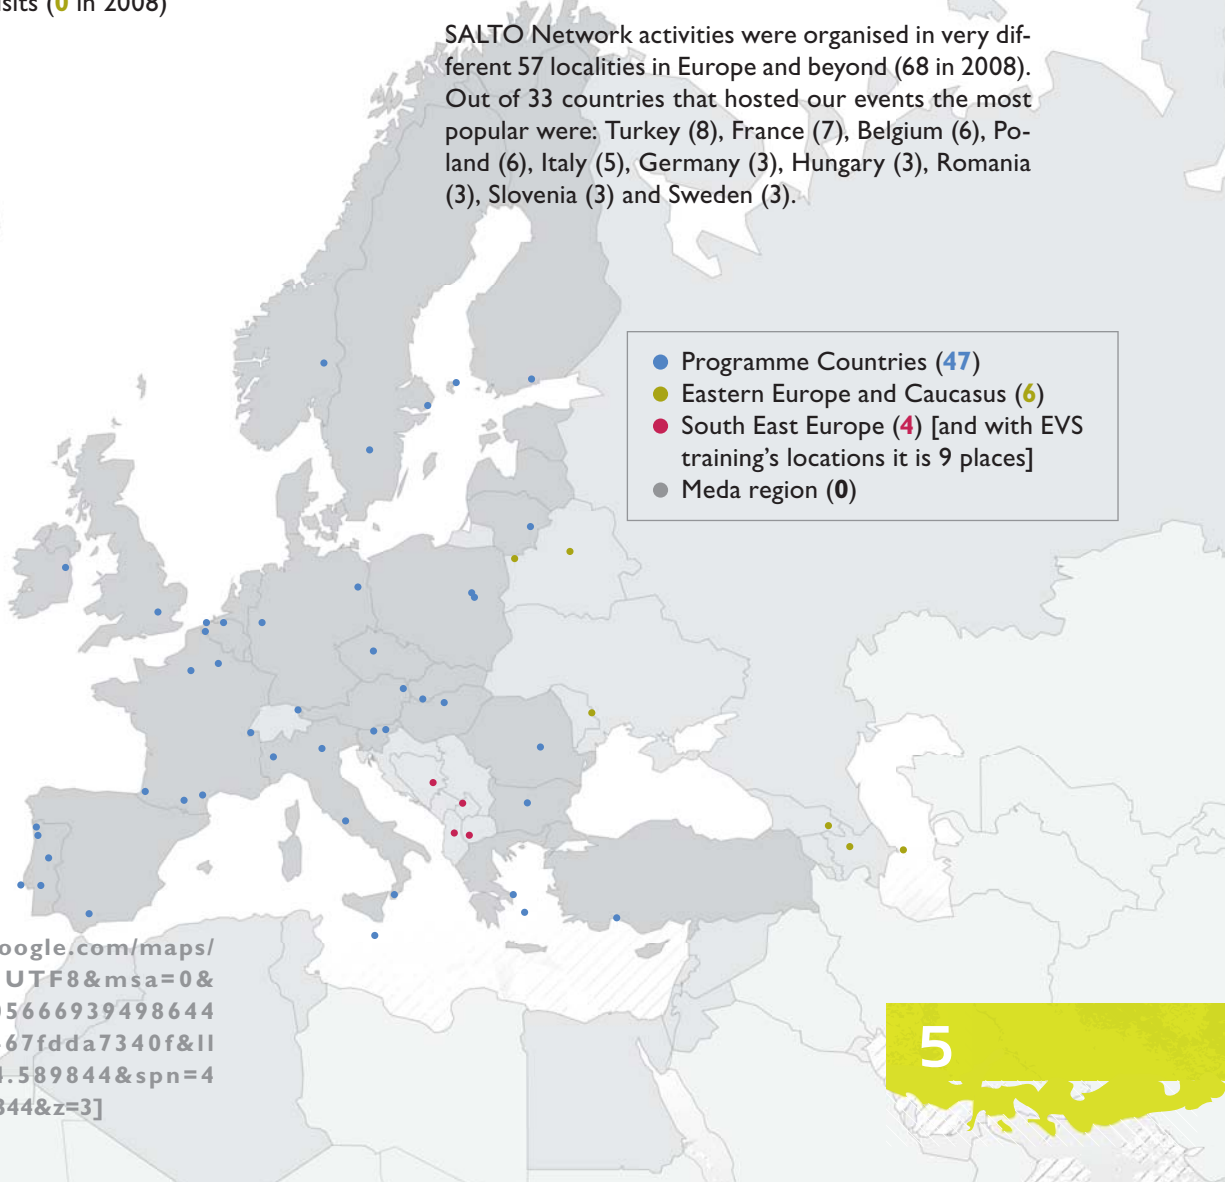 sits (0 in 2008)
SALTO Network activities were organised in very dif-
ferent 57 localities in Europe and beyond (68 in 2008).
Out of 33 countries that hosted our events the most
popular were: Turkey (8), France (7), Belgium (6), Po-
land (6), Italy (5), Germany (3), Hungary (3), Romania
(3), Slovenia (3) and Sweden (3).
Programme Countries (47)
Eastern Europe and Caucasus (6)
South East Europe (4) [and with EVS
training's locations it is 9 places]
Meda region (0)
oogle.com/maps/
UTF8&msa=0&
05666939498644
67fdda7340f&ll
4.589844&spn=4
344&z=3]
5